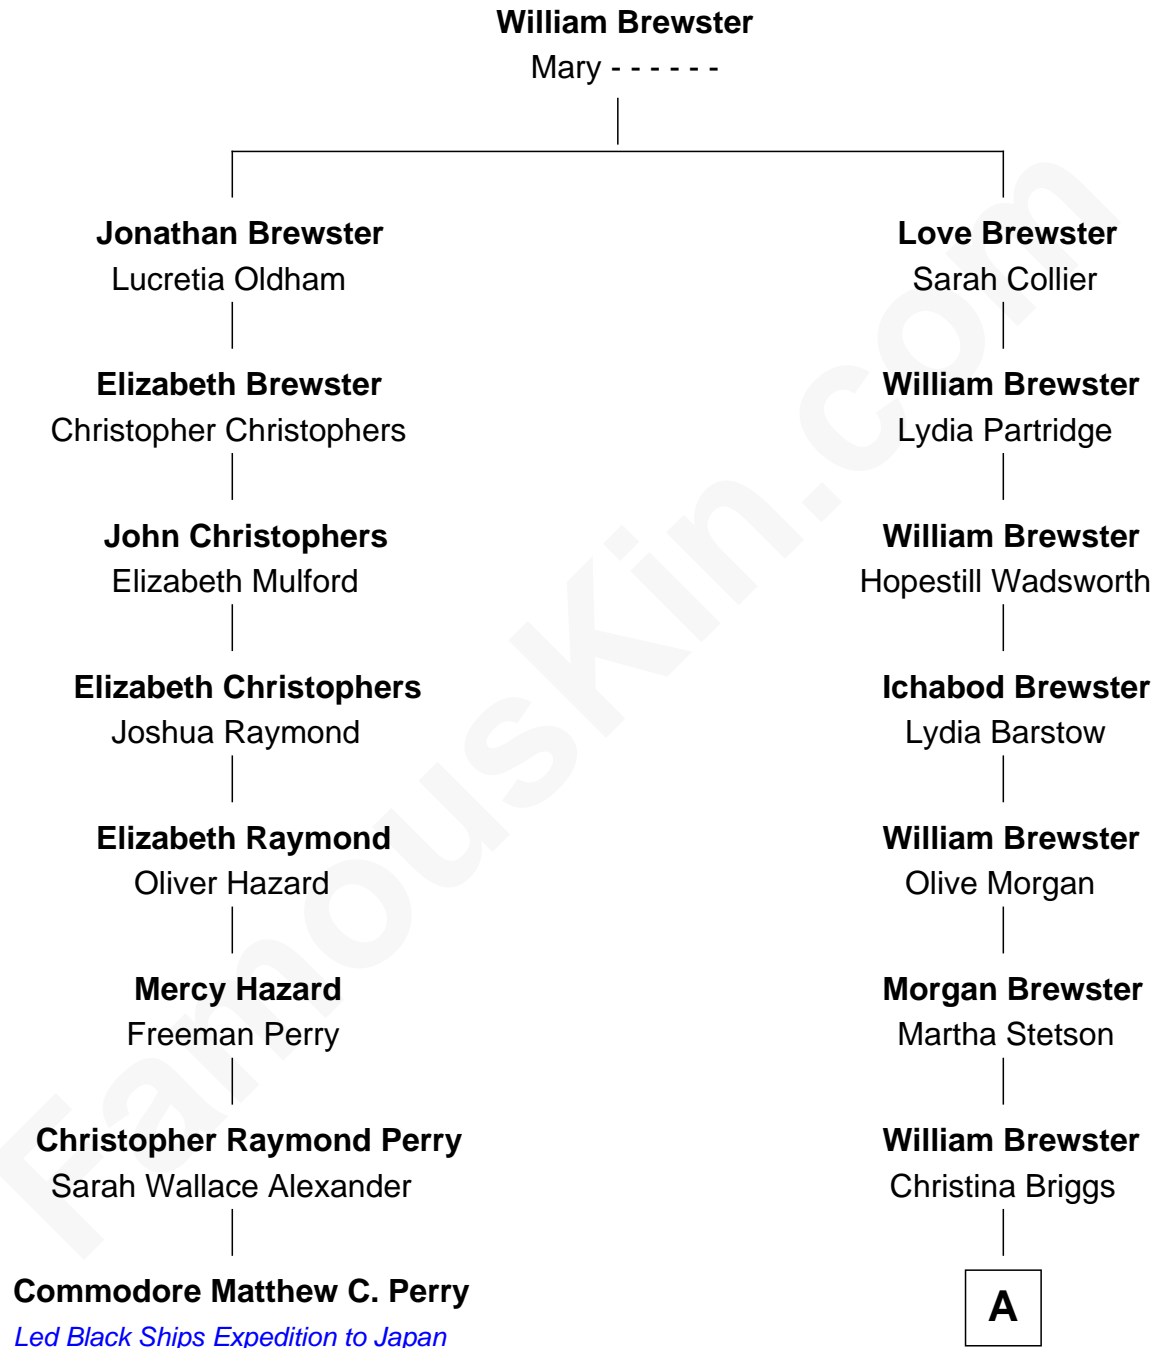 William Brewster
Mary - - - - - -
Jonathan Brewster
Lucretia Oldham
Love Brewster
Sarah Collier
Elizabeth Brewster
Christopher Christophers
William Brewster
Lydia Partridge
John Christophers
Elizabeth Mulford
William Brewster
Hopestill Wadsworth
Elizabeth Christophers
Joshua Raymond
Ichabod Brewster
Lydia Barstow
Elizabeth Raymond
Oliver Hazard
William Brewster
Olive Morgan
Mercy Hazard
Freeman Perry
Morgan Brewster
Martha Stetson
Christopher Raymond Perry
Sarah Wallace Alexander
William Brewster
Christina Briggs
Commodore Matthew C. Perry
Led Black Ships Expedition to Japan
A
FamousKin.com